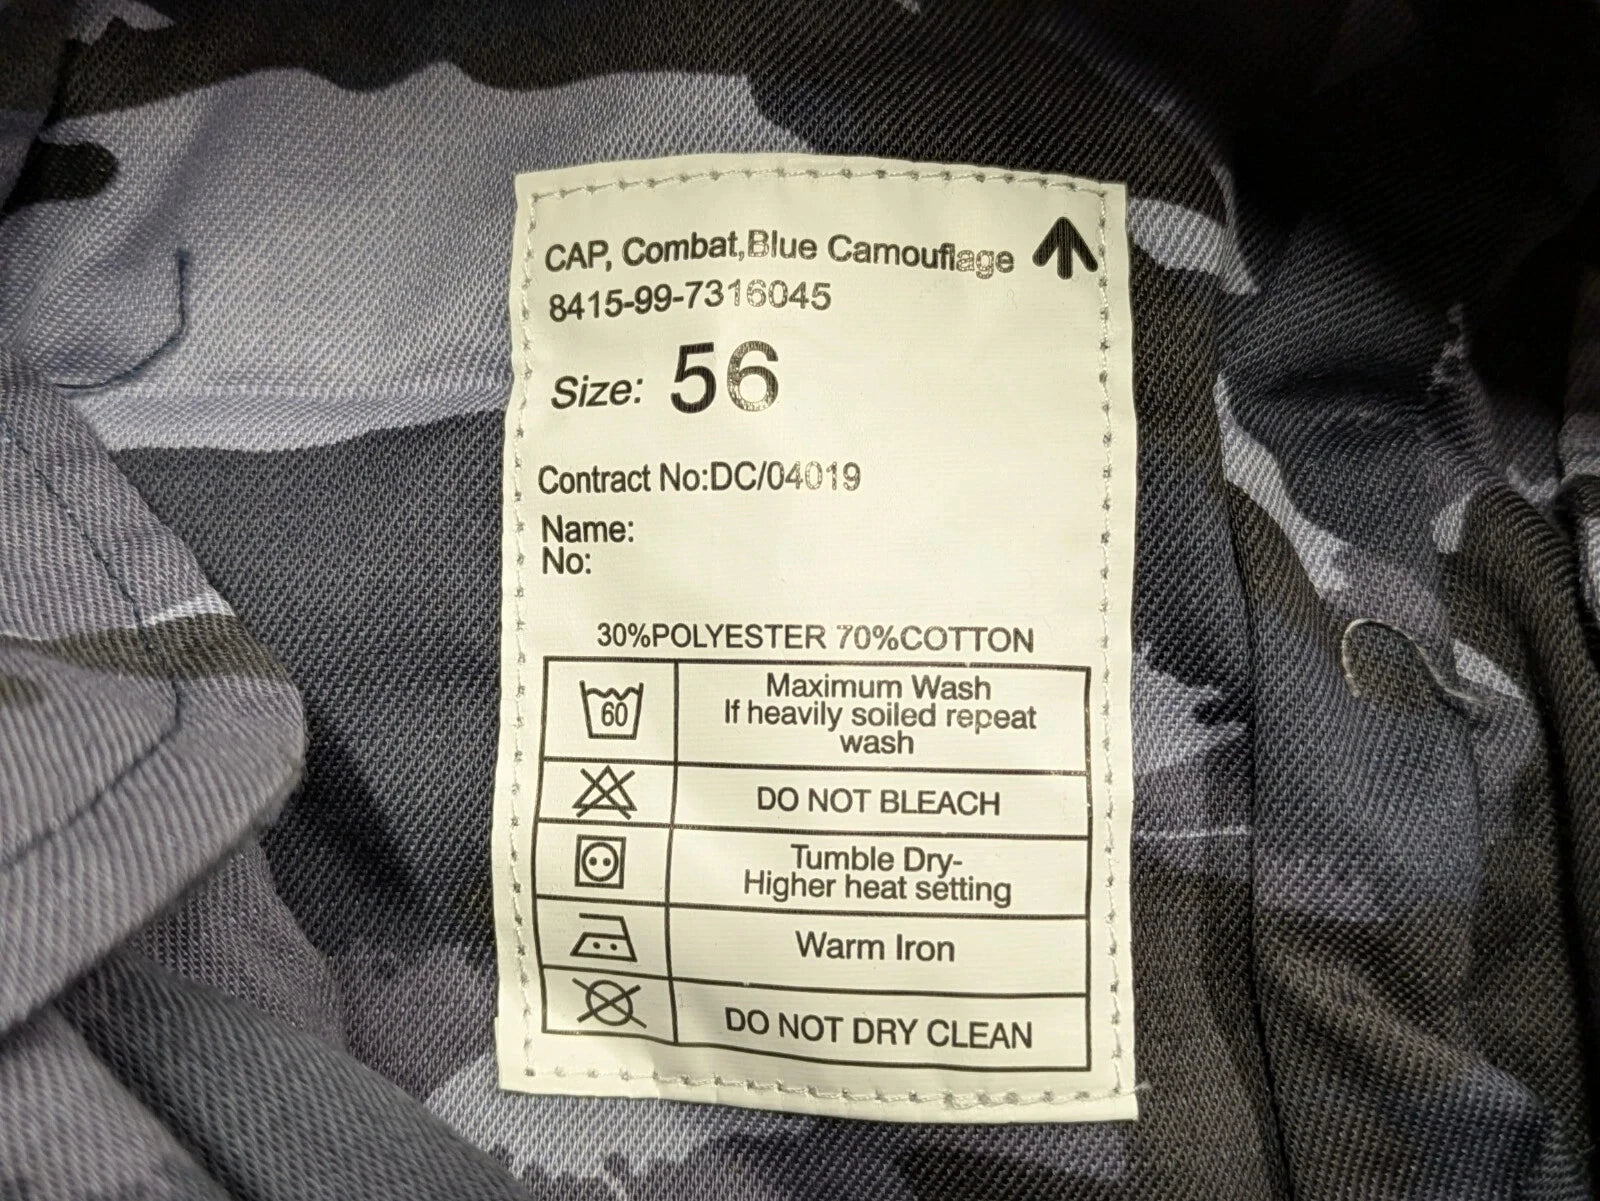 CAP, Combat,Blue Camouflage
8415-99-7316045
Size: 56
Contract No:DC/04019
Name:
No:
30%POLYESTER 70%COTTON
60
Maximum Wash
If heavily soiled repeat
wash
DO NOT BLEACH
Tumble Dry-
Higher heat setting
Warm Iron
DO NOT DRY CLEAN